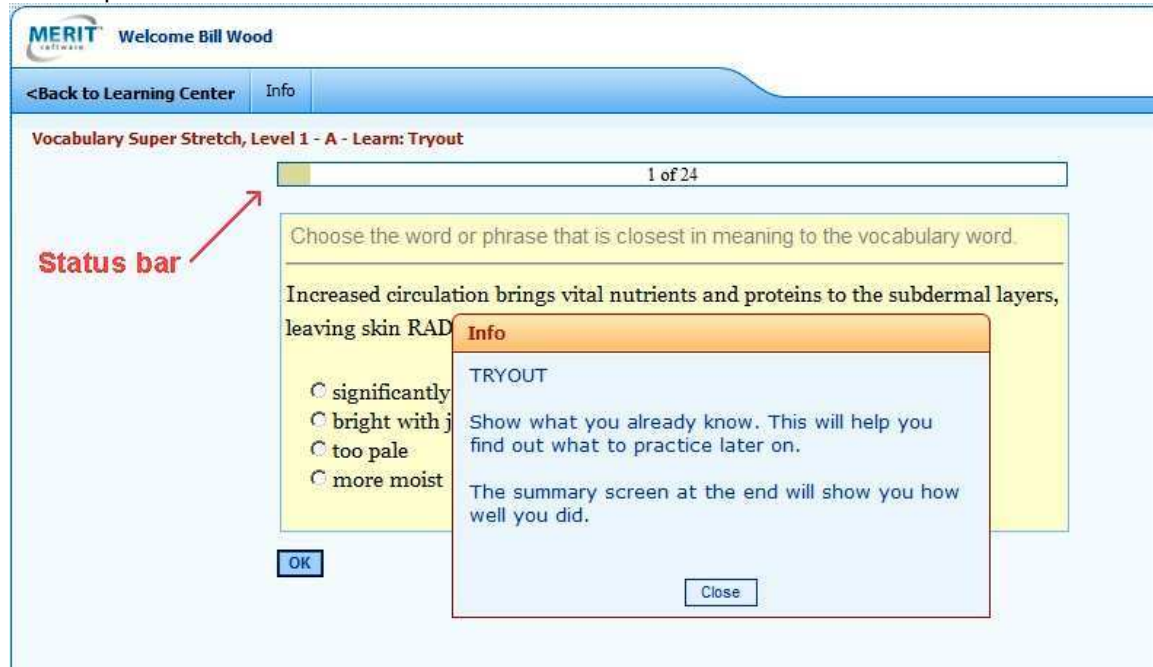 MERIT
software
Welcome Bill Wood
<Back to Learning Center
Info
Vocabulary Super Stretch, Level 1 - A - Learn: Tryout
1 of 24
Status bar
Choose the word or phrase that is closest in meaning to the vocabulary word.
Increased circulation brings vital nutrients and proteins to the subdermal layers,
leaving skin RAD
significantly
bright with j
too pale
more moist
OK
Info
TRYOUT
Show what you already know. This will help you
find out what to practice later on.
The summary screen at the end will show you how
well you did.
Close